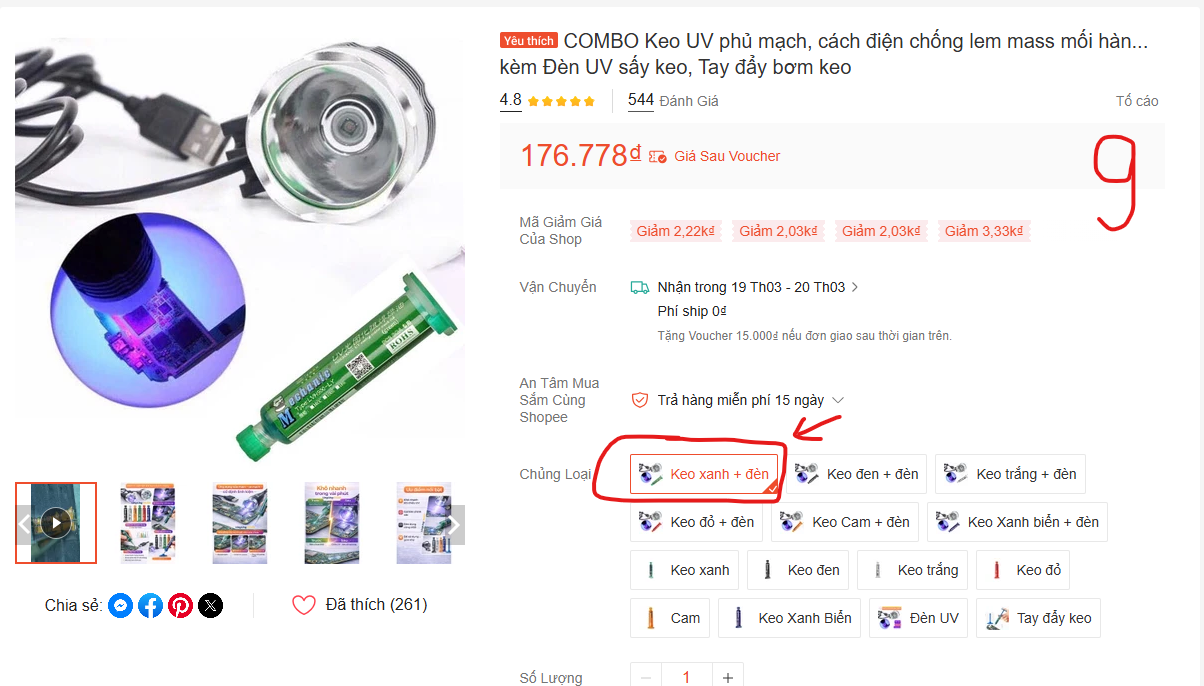 Yêu thích COMBO Keo UV phủ mạch, cách điện chống lem mass mối hàn...
kèm Đèn UV sấy keo, Tay đẩy bơm keo
4.8 544 Đánh Giá Tố cáo
176.778₫ Giá Sau Voucher
9
Mã Giảm Giá
Của Shop
Giảm 2,22k₫ Giảm 2,03k₫ Giảm 2,03k₫ Giảm 3,33k₫
Vận Chuyển Nhận trong 19 Th03 - 20 Th03
Phí ship 0₫
Tặng Voucher 15.000₫ nếu đơn giao sau thời gian trên.
An Tâm Mua
Sắm Cùng
Shopee
Trả hàng miễn phí 15 ngày
Chủng Loại Keo xanh + đèn Keo đen + đèn Keo trắng + đèn
Keo đỏ + đèn Keo Cam + đèn Keo Xanh biển + đèn
Keo xanh Keo đen Keo trắng Keo đỏ
Cam Keo Xanh Biển Đèn UV Tay đẩy keo
Số Lượng 1
Mechanic
ROHS
Khô nhanh
trong vài phút
Chia sẻ: Đã thích (261)